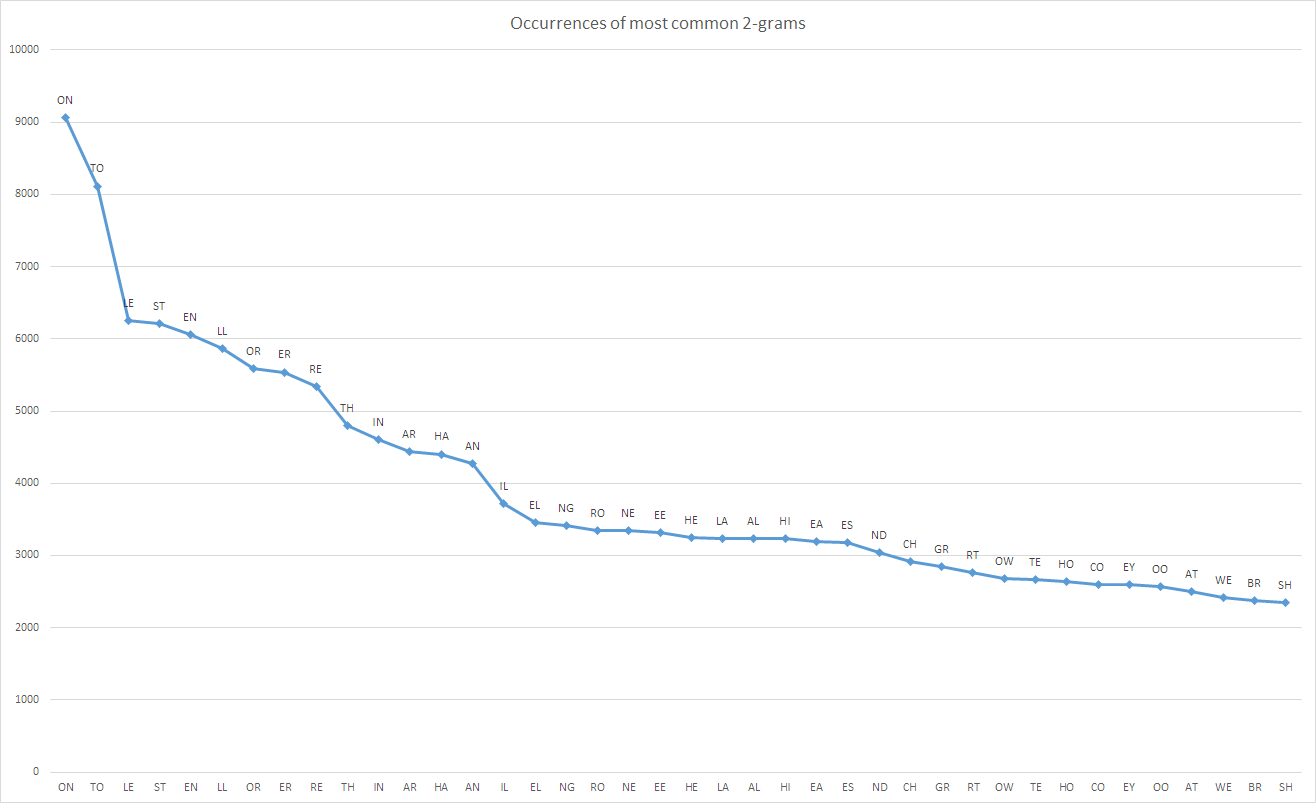 Occurrences of most common 2-grams
10000
9000
8000
7000
6000
5000
4000
3000
2000
1000
0
ON
TO
LE
ST
EN
LL
OR
ER
RE
TH
IN
AR
HA
AN
IL
EL
NG
RO
NE
EE
HE
LA
AL
HI
EA
ES
ND
CH
GR
RT
OW
TE
HO
CO
EY
OO
AT
WE
BR
SH
ON TO LE ST EN LL OR ER RE TH IN AR HA AN IL EL NG RO NE EE HE LA AL HI EA ES ND CH GR RT OW TE HO CO EY OO AT WE BR SH